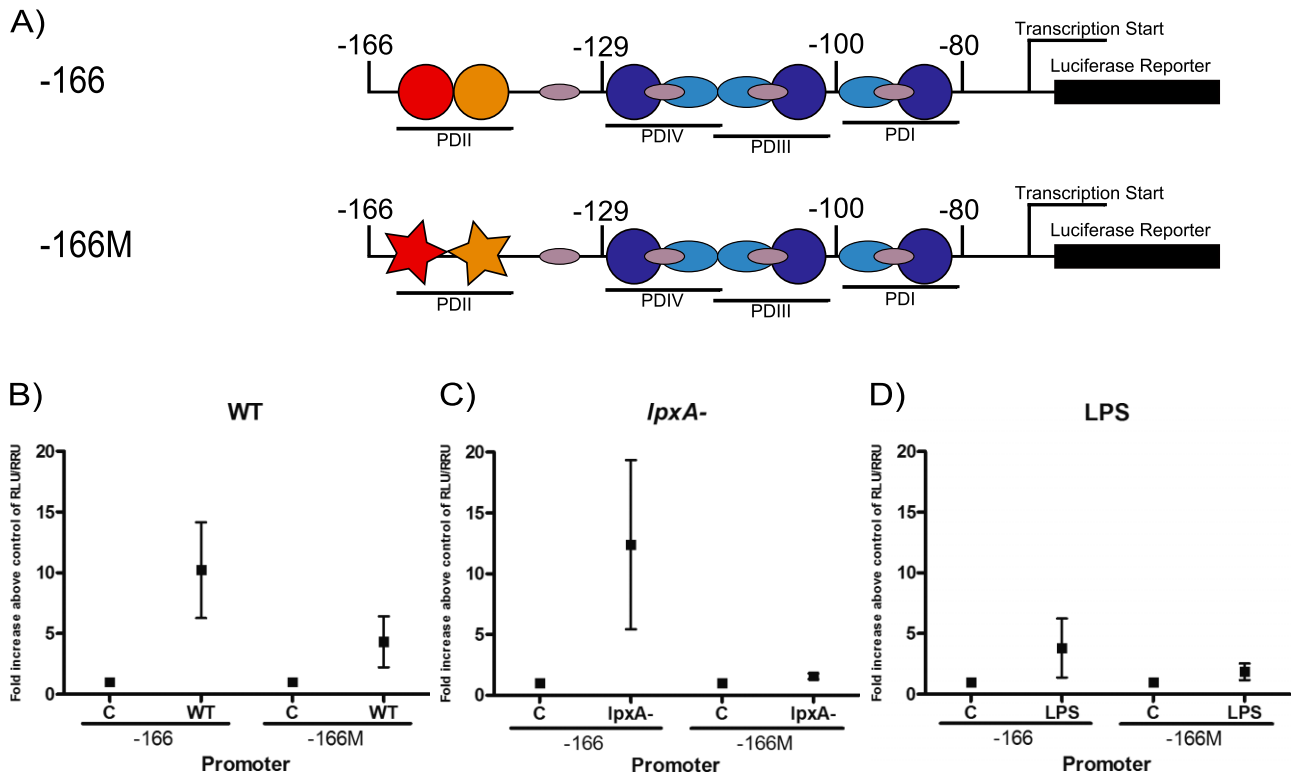 A)
-166
-166
-129
-100
-80
Transcription Start
Luciferase Reporter
PDII
PDIV
PDIII
PDI
-166M
-166
-129
-100
-80
Transcription Start
Luciferase Reporter
PDII
PDIV
PDIII
PDI
B)
WT
Fold increase above control of RLU/RRU
20
15
10
5
0
C
WT
C
WT
-166
-166M
Promoter
C)
lpxA-
Fold increase above control of RLU/RRU
20
15
10
5
0
C
lpxA-
C
lpxA-
-166
-166M
Promoter
D)
LPS
Fold increase above control of RLU/RRU
20
15
10
5
0
C
LPS
C
LPS
-166
-166M
Promoter